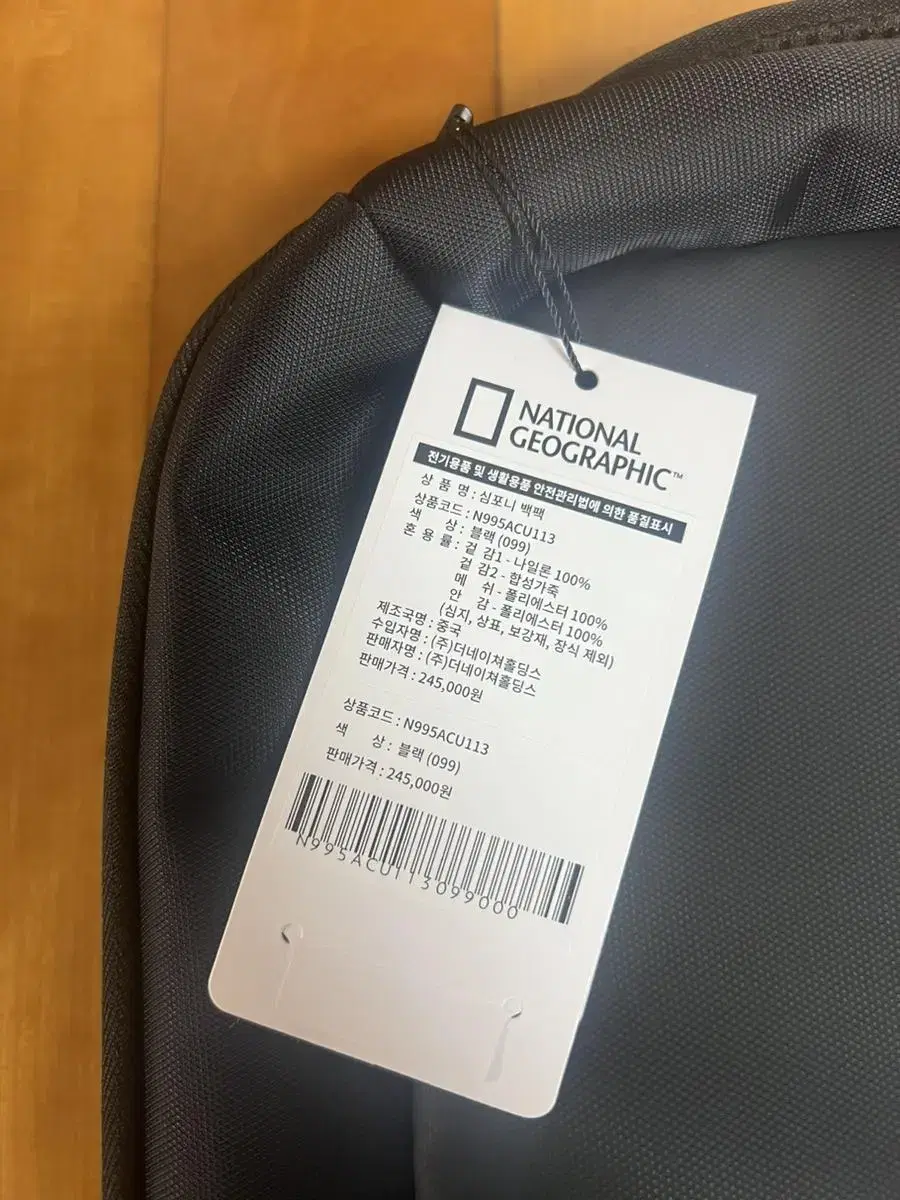 NATIONAL
GEOGRAPHIC™
전기용품 및 생활용품 안전관리법에 의한 품질표시
상 품 명 : 심포니 백팩
상품코드 : N995ACU113
색 상 : 블랙 (099)
혼 용 률 : 겉 감1 - 나일론 100%
겉 감2 - 합성가죽
메 쉬 - 폴리에스터 100%
안 감 - 폴리에스터 100%
(심지, 상표, 보강재, 장식 제외)
제조국명 : 중국
수입자명 : (주)더네이쳐홀딩스
판매자명 : (주)더네이쳐홀딩스
판매가격 : 245,000원
상품코드 : N995ACU113
색 상 : 블랙 (099)
판매가격 : 245,000원
N995ACU113099000